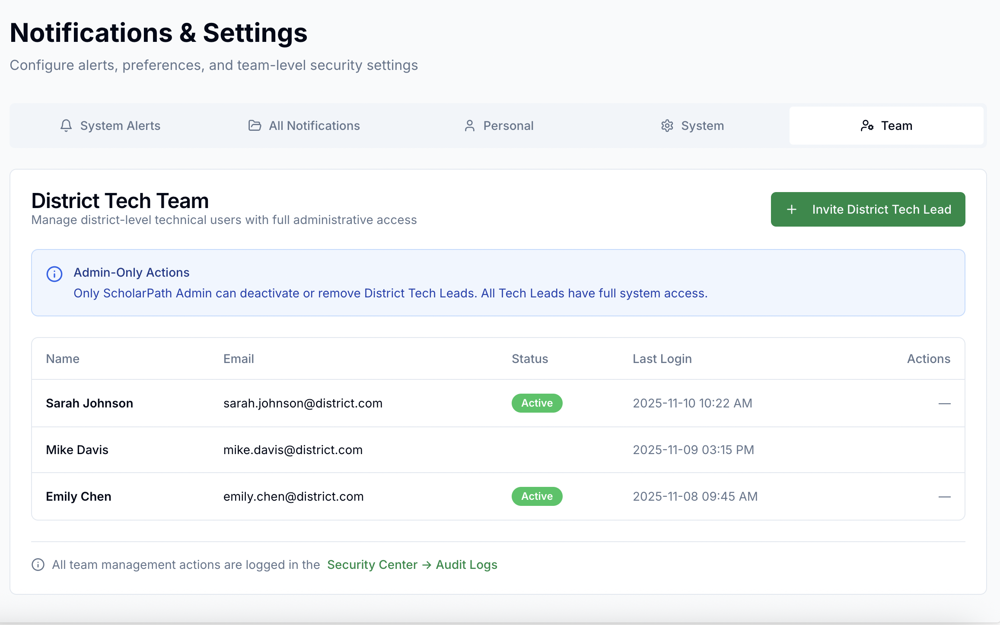 Notifications & Settings
Configure alerts, preferences, and team-level security settings
System Alerts All Notifications Personal System Team
District Tech Team
Manage district-level technical users with full administrative access
+ Invite District Tech Lead
Admin-Only Actions
Only ScholarPath Admin can deactivate or remove District Tech Leads. All Tech Leads have full system access.
Name Email Status Last Login Actions
Sarah Johnson sarah.johnson@district.com Active 2025-11-10 10:22 AM —
Mike Davis mike.davis@district.com 2025-11-09 03:15 PM
Emily Chen emily.chen@district.com Active 2025-11-08 09:45 AM —
All team management actions are logged in the Security Center → Audit Logs